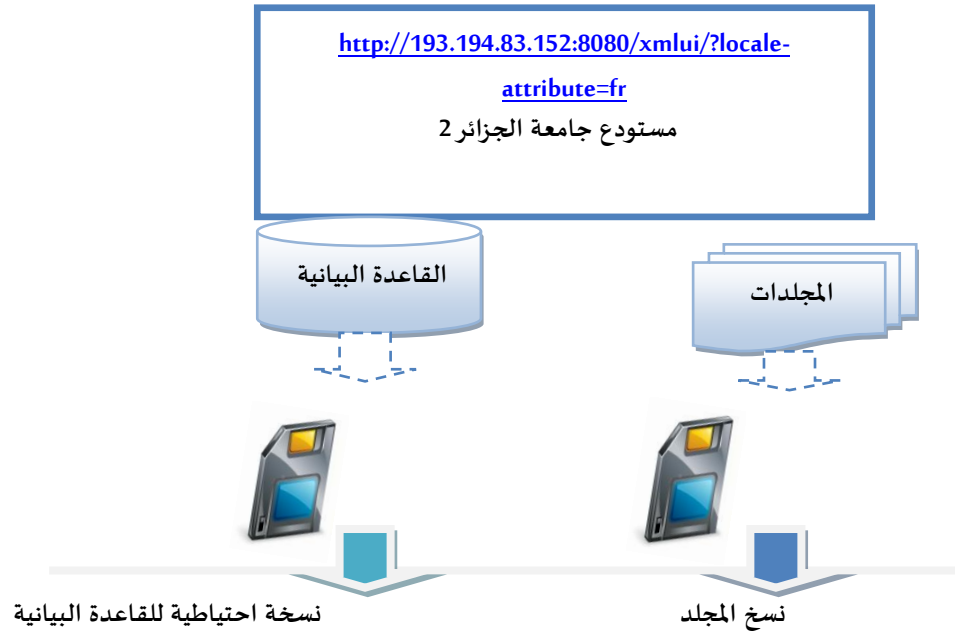 http://193.194.83.152:8080/xmlui/?locale-
attribute=fr
مستودع جامعة الجزائر 2
المجلدات
القاعدة البيانية
نسخ المجلد
نسخة احتياطية للقاعدة البيانية